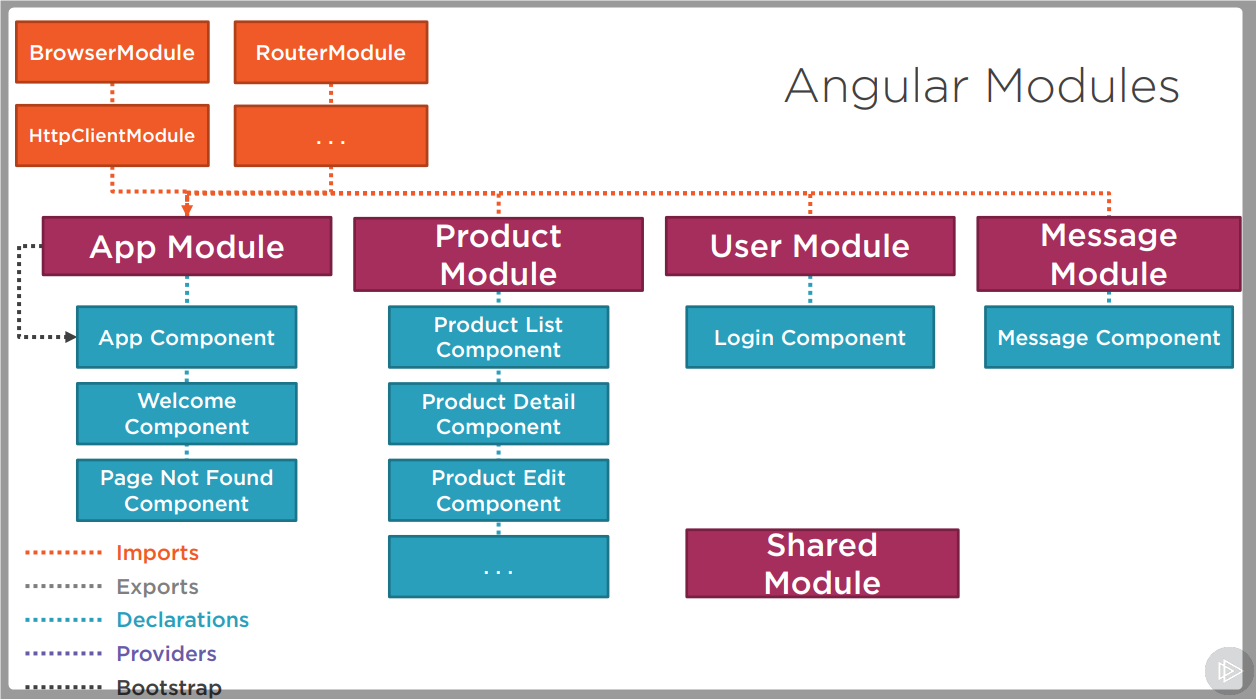 BrowserModule
RouterModule
Angular Modules
HttpClientModule
...
App Module
Product
Module
User Module
Message
Module
App Component
Product List
Component
Login Component
Message Component
Welcome
Component
Product Detail
Component
Page Not Found
Component
Product Edit
Component
...
Shared
Module
Imports
Exports
Declarations
Providers
Bootstrap